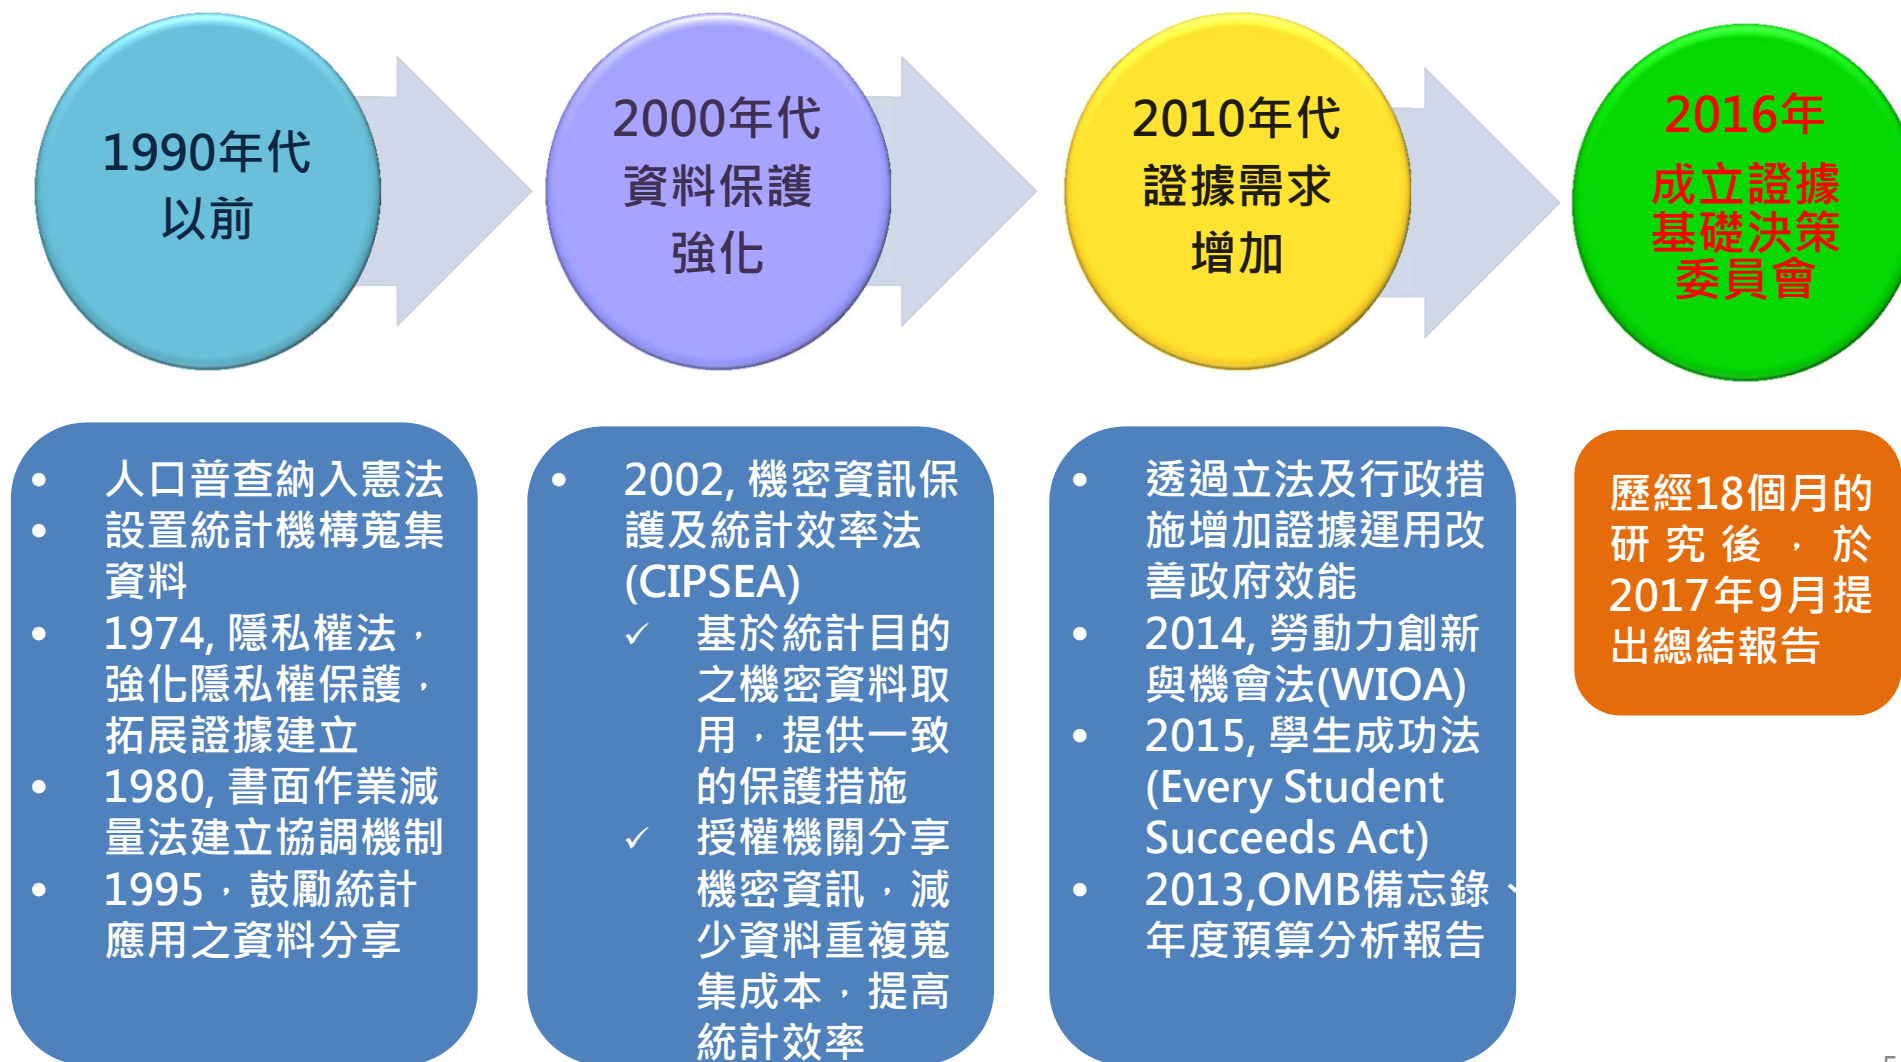 1990年代
以前
2000年代
資料保護
強化
2010年代
證據需求
增加
2016年
成立證據
基礎決策
委員會
• 人口普查納入憲法
• 設置統計機構蒐集
資料
• 1974, 隱私權法，
強化隱私權保護，
拓展證據建立
• 1980, 書面作業減
量法建立協調機制
• 1995，鼓勵統計
應用之資料分享
• 2002, 機密資訊保
護及統計效率法
(CIPSEA)
✓ 基於統計目的
之機密資料取
用，提供一致
的保護措施
✓ 授權機關分享
機密資訊，減
少資料重複蒐
集成本，提高
統計效率
• 透過立法及行政措
施增加證據運用改
善政府效能
• 2014, 勞動力創新
與機會法(WIOA)
• 2015, 學生成功法
(Every Student
Succeeds Act)
• 2013,OMB備忘錄、
年度預算分析報告
歷經18個月的
研究後，於
2017年9月提
出總結報告